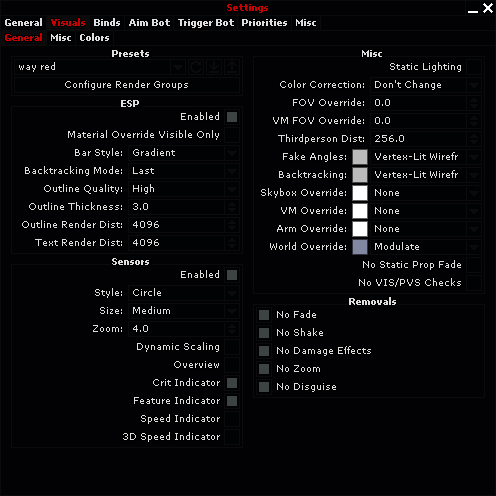 Settings
General Visuals Binds Aim Bot Trigger Bot Priorities Misc
General Misc Colors
Presets
way red
Configure Render Groups
ESP
Enabled
Material Override Visible Only
Bar Style: Gradient
Backtracking Mode: Last
Outline Quality: High
Outline Thickness: 3.0
Outline Render Dist: 4096
Text Render Dist: 4096
Sensors
Enabled
Style: Circle
Size: Medium
Zoom: 4.0
Dynamic Scaling
Overview
Crit Indicator
Feature Indicator
Speed Indicator
3D Speed Indicator
Misc
Static Lighting
Color Correction: Don't Change
FOV Override: 0.0
VM FOV Override: 0.0
Thirdperson Dist: 256.0
Fake Angles: Vertex-Lit Wirefr
Backtracking: Vertex-Lit Wirefr
Skybox Override: None
VM Override: None
Arm Override: None
World Override: Modulate
No Static Prop Fade
No VIS/PVS Checks
Removals
No Fade
No Shake
No Damage Effects
No Zoom
No Disguise